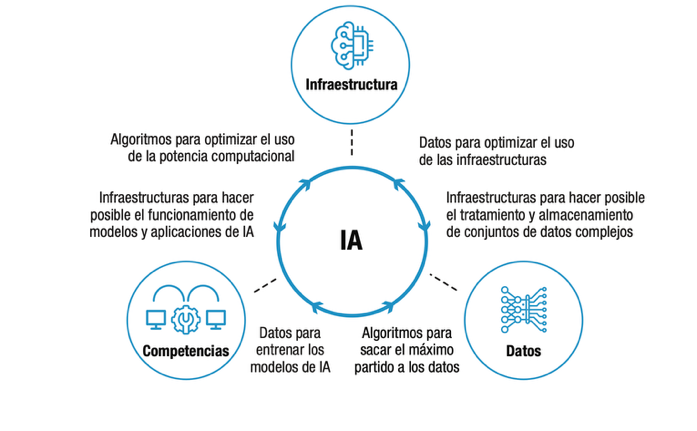 Infraestructura
Algoritmos para optimizar el uso
de la potencia computacional
Datos para optimizar el uso
de las infraestructuras
Infraestructuras para hacer
posible el funcionamiento de
modelos y aplicaciones de IA
IA
Infraestructuras para hacer posible
el tratamiento y almacenamiento
de conjuntos de datos complejos
Competencias
Datos para
entrenar los
modelos de IA
Algoritmos para
sacar el máximo
partido a los datos
Datos